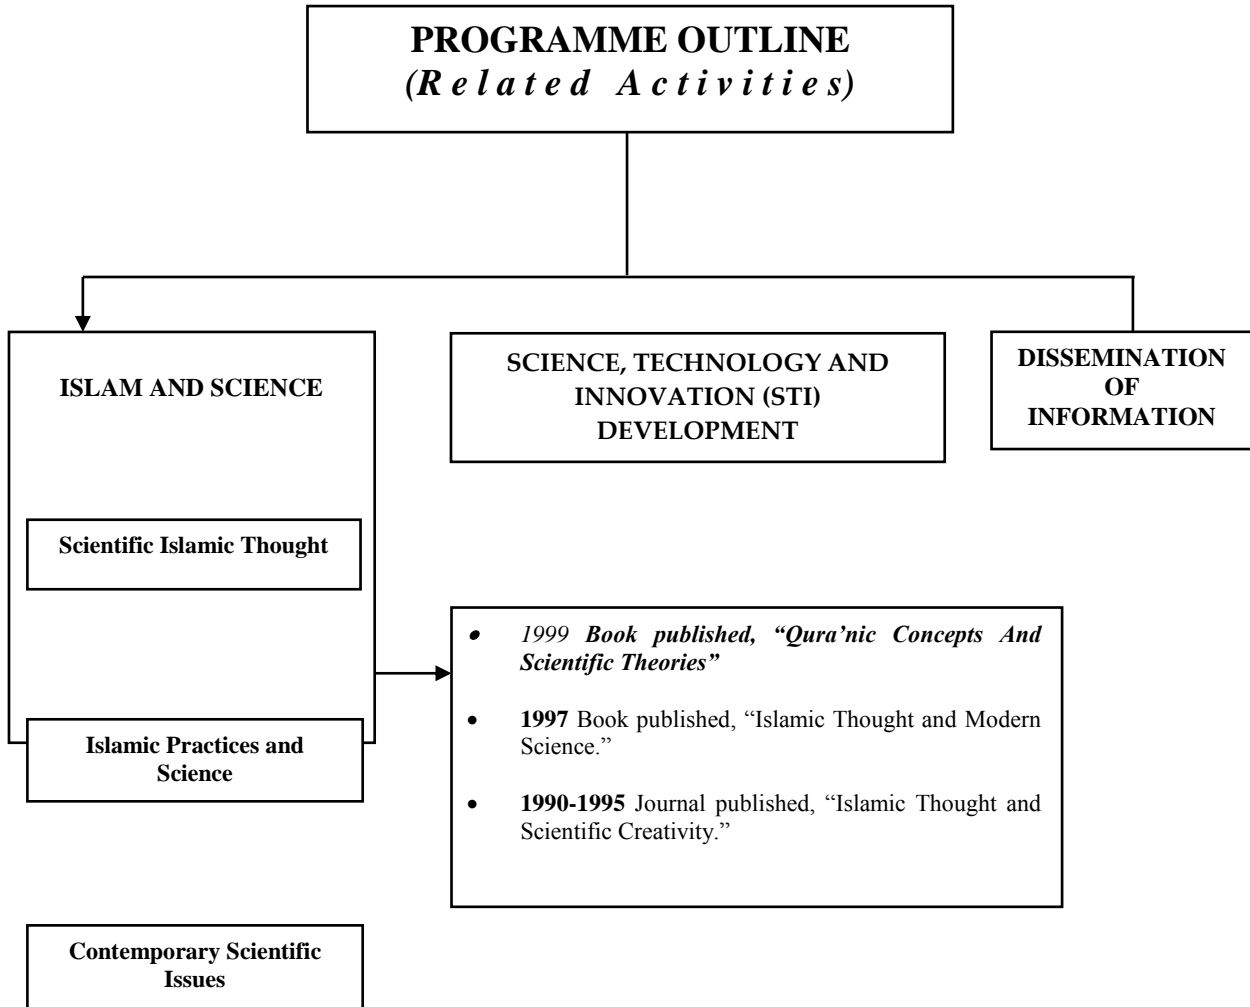 PROGRAMME OUTLINE
(Related Activities)
ISLAM AND SCIENCE
SCIENCE, TECHNOLOGY AND
INNOVATION (STI)
DEVELOPMENT
DISSEMINATION
OF
INFORMATION
Scientific Islamic Thought
Islamic Practices and
Science
Contemporary Scientific
Issues
• 1999 Book published, “Qura’nic Concepts And
Scientific Theories”
• 1997 Book published, “Islamic Thought and Modern
Science.”
• 1990-1995 Journal published, “Islamic Thought and
Scientific Creativity.”